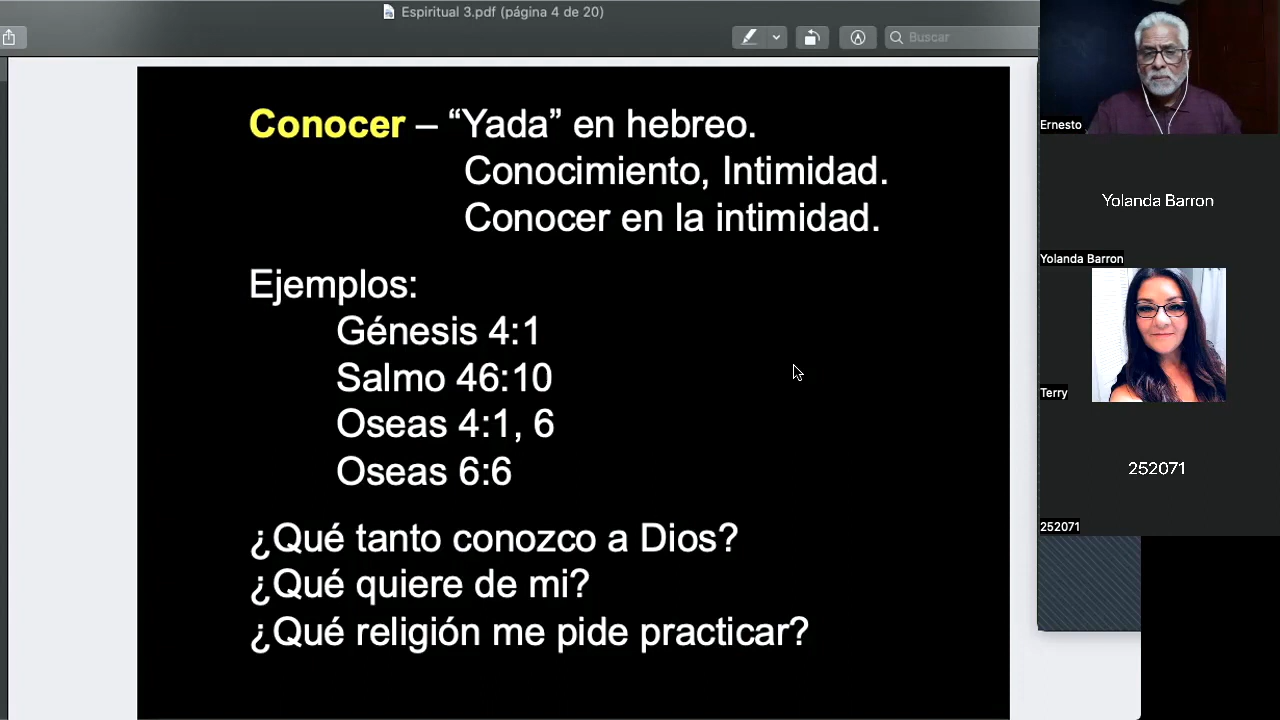 Espiritual 3.pdf (página 4 de 20)
Buscar
Conocer – “Yada” en hebreo.
Conocimiento, Intimidad.
Conocer en la intimidad.
Ejemplos:
Génesis 4:1
Salmo 46:10
Oseas 4:1, 6
Oseas 6:6
¿Qué tanto conozco a Dios?
¿Qué quiere de mi?
¿Qué religión me pide practicar?
Ernesto
Yolanda Barron
Yolanda Barron
Terry
252071
252071